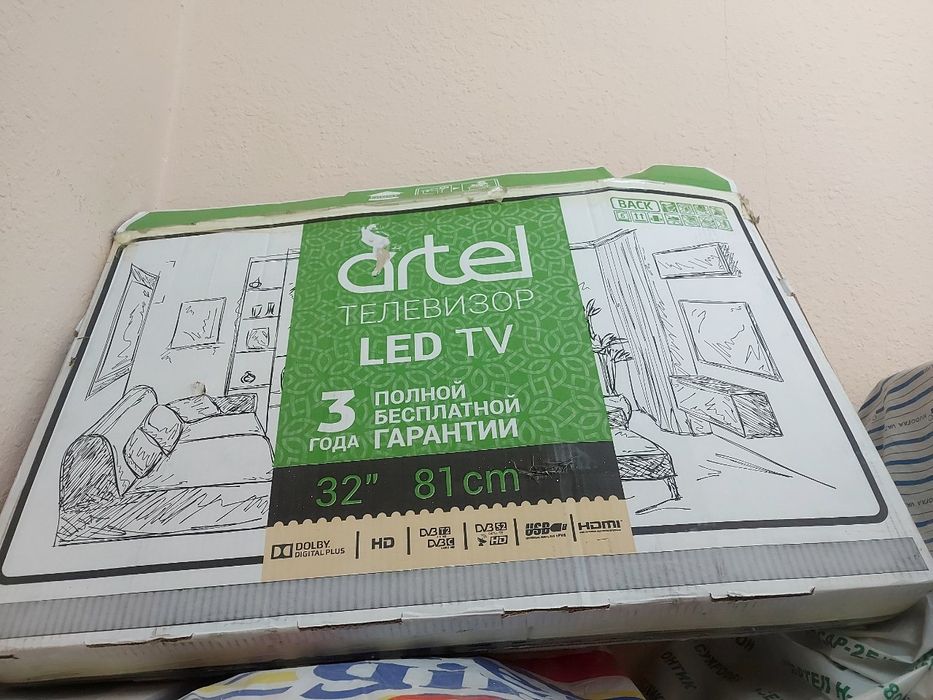 BACK
artel
ТЕЛЕВИЗОР
LED TV
3 ГОДА
ПОЛНОЙ
БЕСПЛАТНОЙ
ГАРАНТИИ
32" 81cm
DOLBY
DIGITAL PLUS
HD
DVB T2
DVB C
DVB S2
HD
USB
HDMI